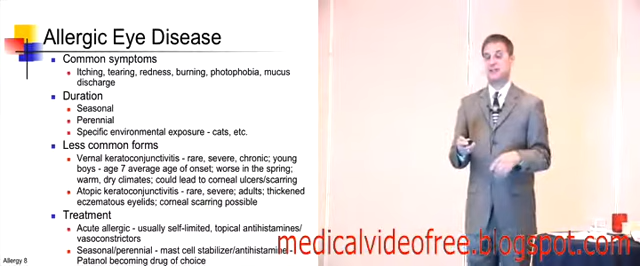 Allergic Eye Disease
Common symptoms
Itching, tearing, redness, burning, photophobia, mucus
discharge
Duration
Seasonal
Perennial
Specific environmental exposure - cats, etc.
Less common forms
Vernal keratoconjunctivitis - rare, severe, chronic; young
boys - age 7 average age of onset; worse in the spring;
warm, dry climates; could lead to corneal ulcers/scarring
Atopic keratoconjunctivitis - rare, severe; adults; thickened
eczematous eyelids; corneal scarring possible
Treatment
Acute allergic - usually self-limited, topical antihistamines/
vasoconstrictors
Seasonal/perennial - mast cell stabilizer/antihistamine -
Patanol becoming drug of choice
Allergy 8
medicalvideofree.blogspot.com